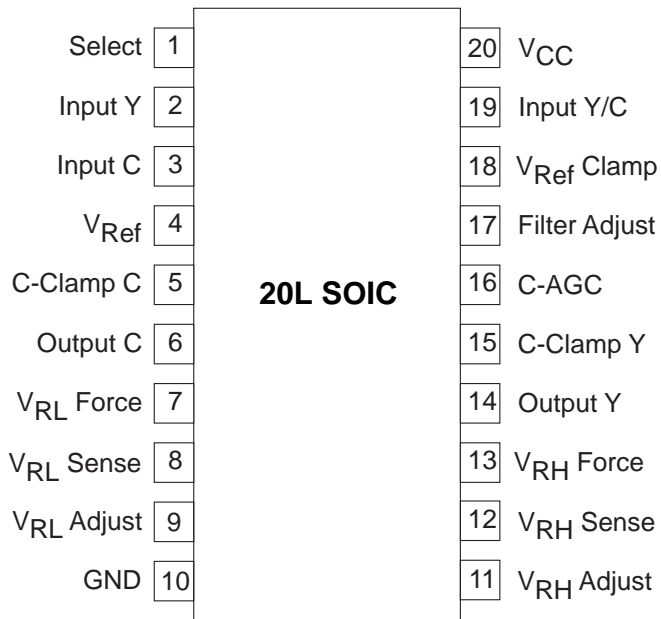 Select 1
20 VCC
Input Y 2
19 Input Y/C
Input C 3
18 VRef Clamp
VRef 4
17 Filter Adjust
C-Clamp C 5
16 C-AGC
20L SOIC
Output C 6
15 C-Clamp Y
VRL Force 7
14 Output Y
VRL Sense 8
13 VRH Force
VRL Adjust 9
12 VRH Sense
GND 10
11 VRH Adjust